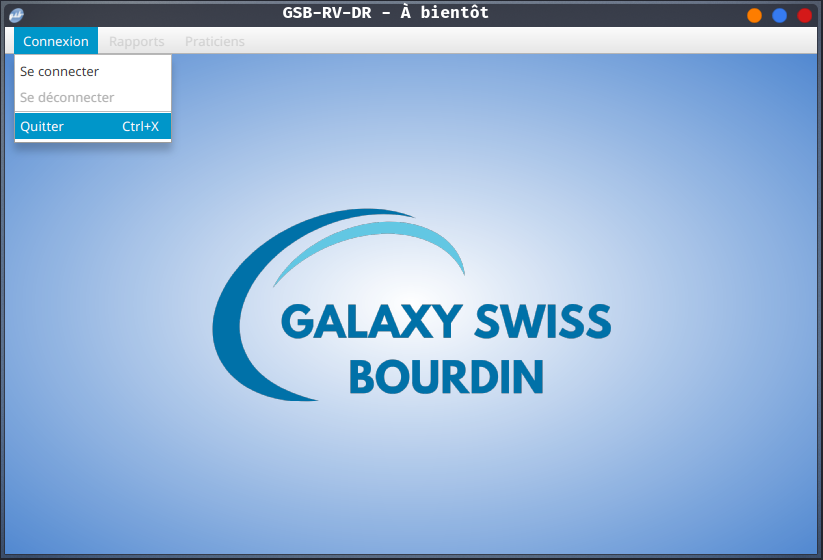 GSB-RV-DR - À bientôt
Connexion Rapports Praticiens
Se connecter
Se déconnecter
Quitter Ctrl+X
GALAXY SWISS
BOURDIN